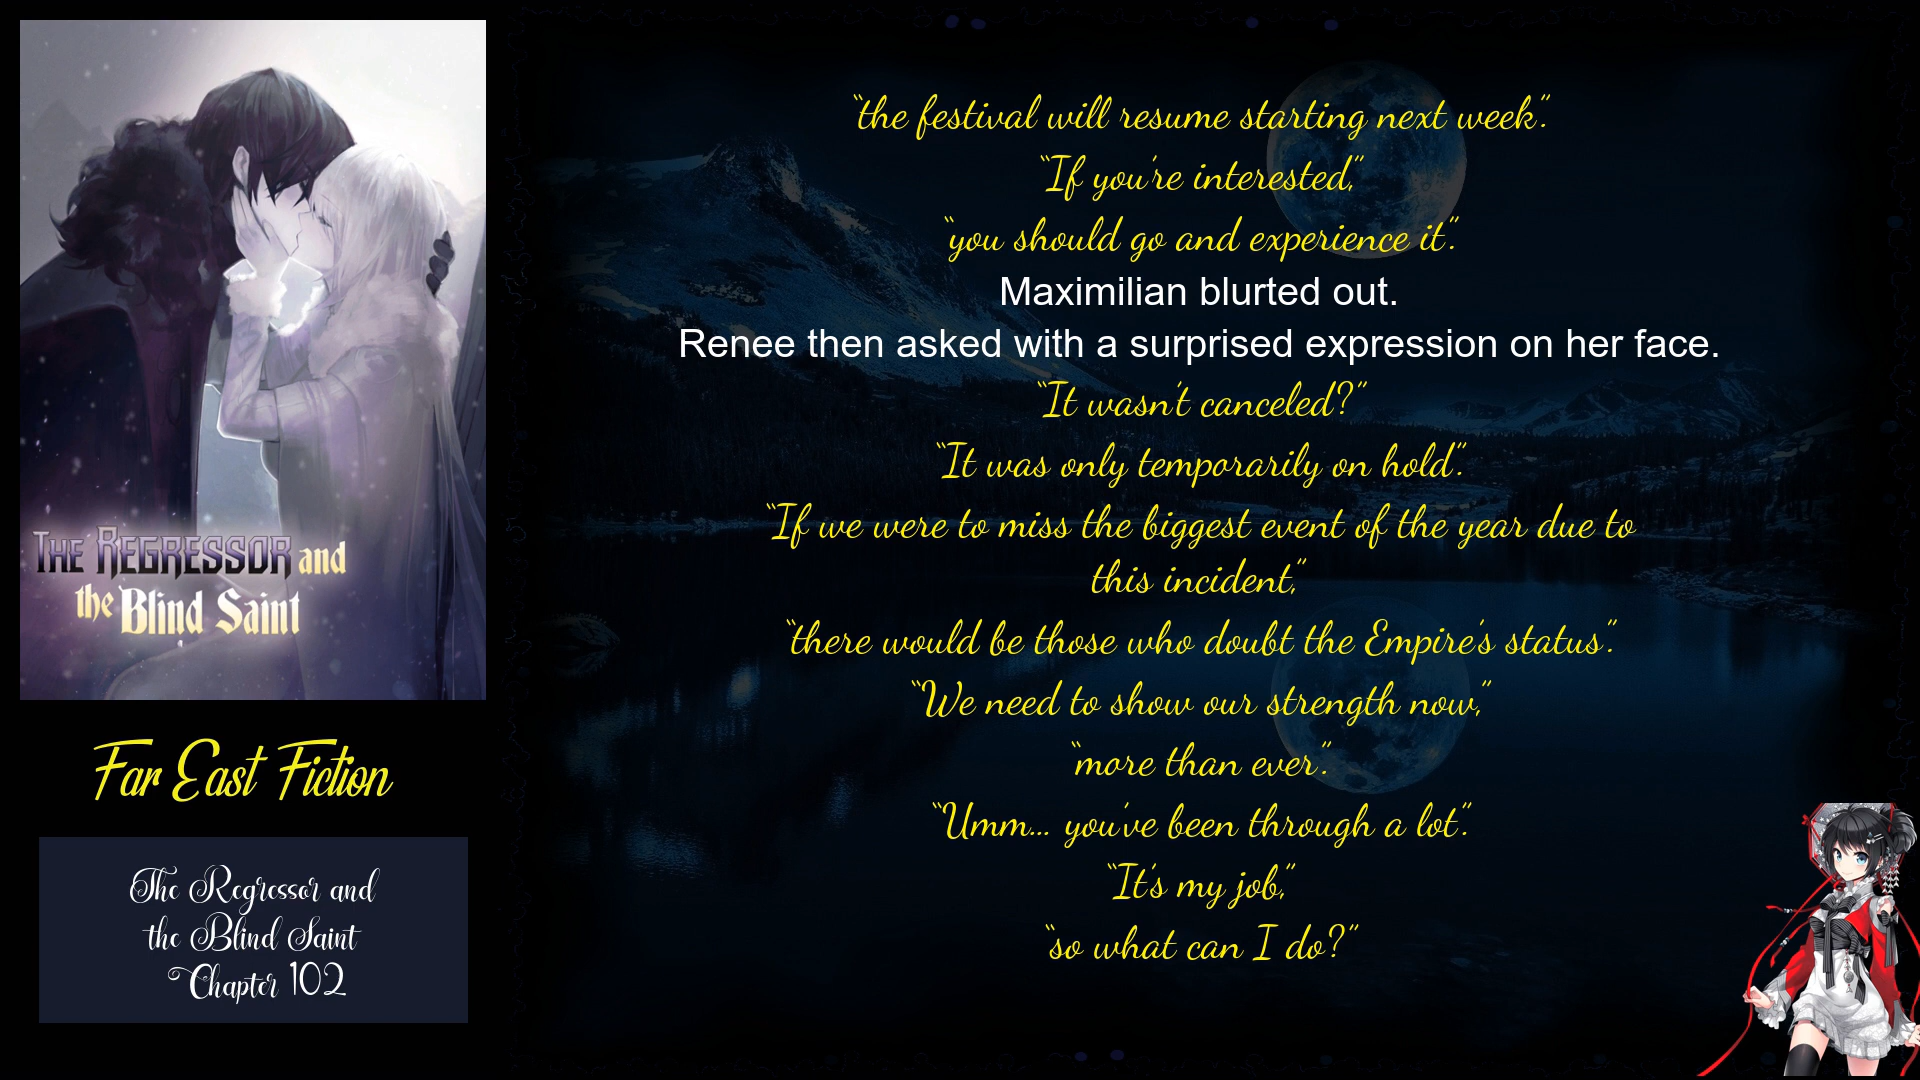 THE REGRESSOR and
the Blind Saint
Far East Fiction
The Regressor and
the Blind Saint
Chapter 102
“the festival will resume starting next week”.
“If you’re interested,”
“you should go and experience it”.
Maximilian blurted out.
Renee then asked with a surprised expression on her face.
“It wasn’t canceled?”
“It was only temporarily on hold”.
“If we were to miss the biggest event of the year due to
this incident,”
“there would be those who doubt the Empire’s status”.
“We need to show our strength now,”
“more than ever”.
“Umm... you’ve been through a lot”.
“It’s my job,”
“so what can I do?”